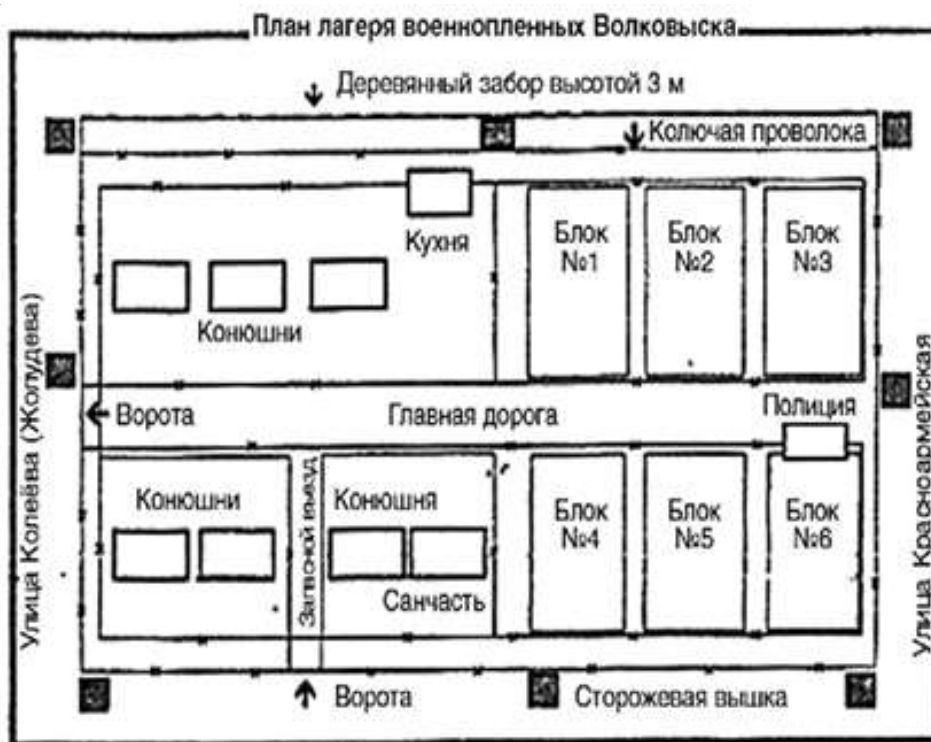 План лагеря военнопленных Волковыска
Деревянный забор высотой 3 м
Колючая проволока
Кухня
Блок
№1
Блок
№2
Блок
№3
Конюшни
Улица Колеёва (Жолудева)
Улица Красноармейская
Ворота
Главная дорога
Полиция
Конюшни
Запасной выезд
Конюшня
Блок
№4
Блок
№5
Блок
№6
Санчасть
Ворота
Сторожевая вышка